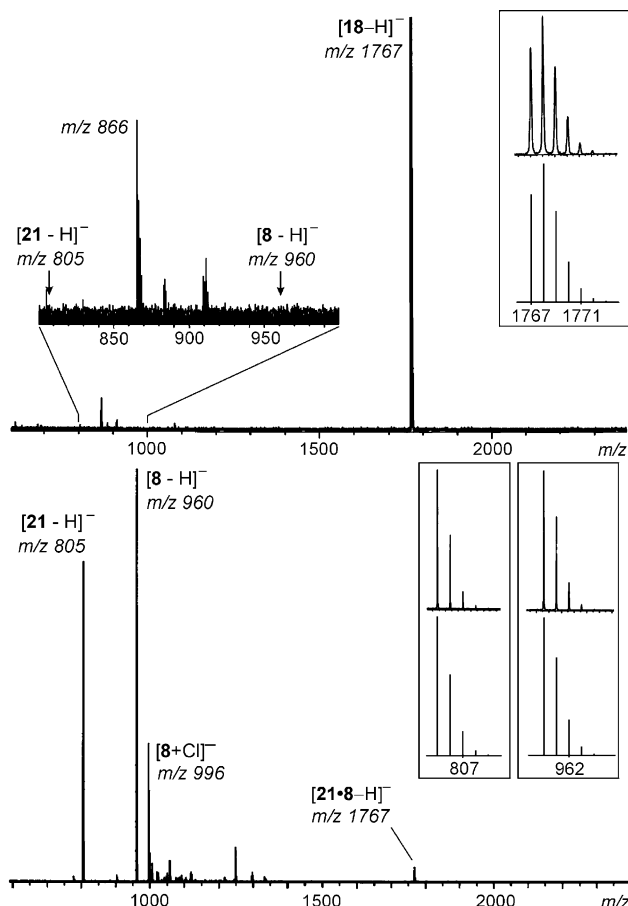 [18–H]⁻
m/z 1767
m/z 866
[21 - H]⁻
m/z 805
[8 - H]⁻
m/z 960
850 900 950
1767 1771
1000 1500 2000 m/z
[8 - H]⁻
m/z 960
[21 - H]⁻
m/z 805
[8+Cl]⁻
m/z 996
[21•8–H]⁻
m/z 1767
807 962
1000 1500 2000 m/z